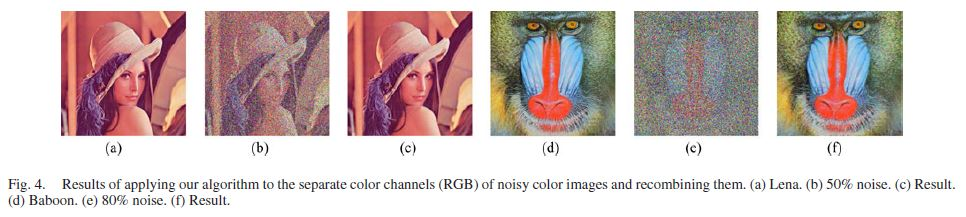 (a) (b) (c) (d) (e) (f)
Fig. 4. Results of applying our algorithm to the separate color channels (RGB) of noisy color images and recombining them. (a) Lena. (b) 50% noise. (c) Result.
(d) Baboon. (e) 80% noise. (f) Result.